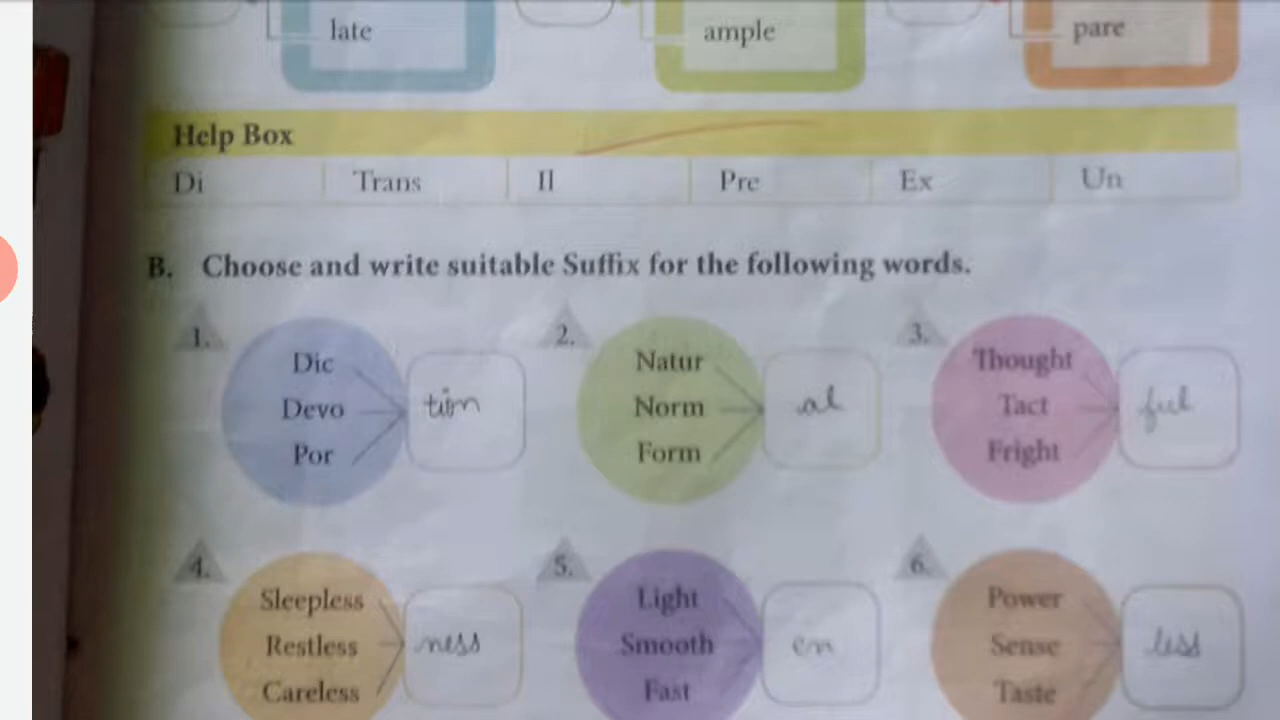 late ample pare
Help Box
Di Trans Il Pre Ex Un
B. Choose and write suitable Suffix for the following words.
1. 2. 3.
Dic Natur Thought
Devo tion Norm al Tact ful
Por Form Fright
4. 5. 6.
Sleepless Light Power
Restless ness Smooth en Sense less
Careless Fast Taste